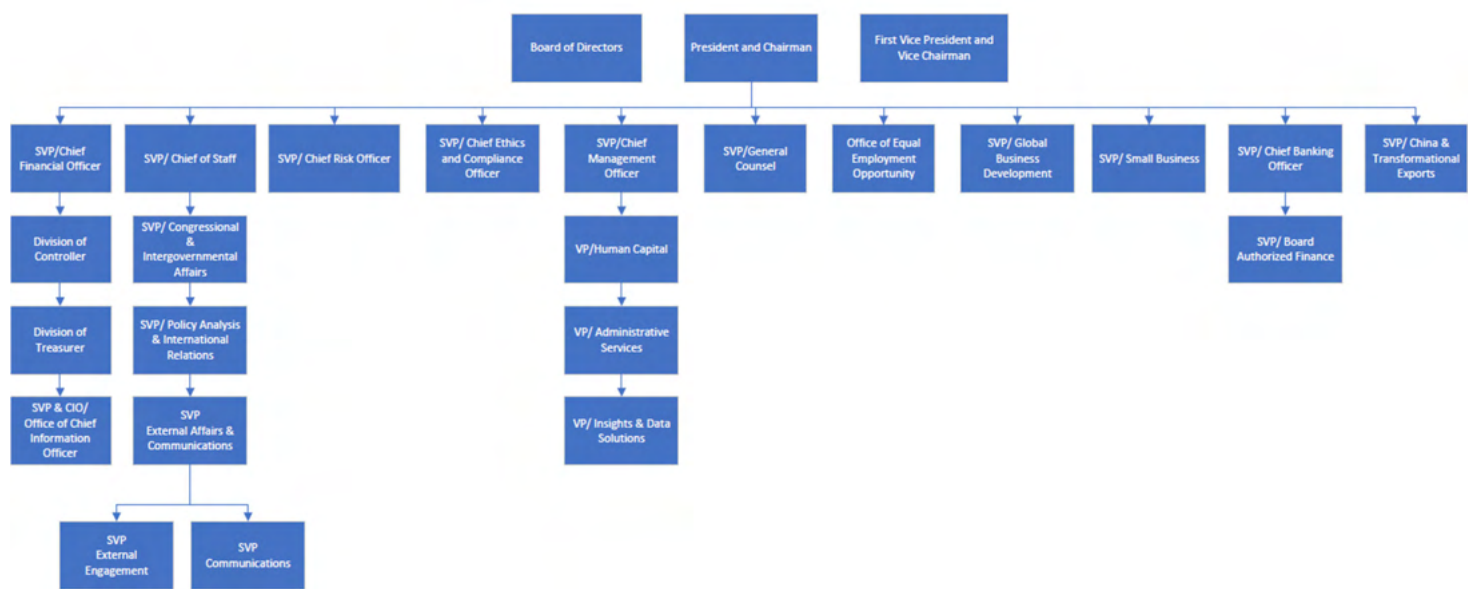 Board of Directors
President and Chairman
First Vice President and
Vice Chairman
SVP/Chief
Financial Officer
SVP/ Chief of Staff
SVP/ Chief Risk Officer
SVP/ Chief Ethics
and Compliance
Officer
SVP/Chief
Management
Officer
SVP/General
Counsel
Office of Equal
Employment
Opportunity
SVP/ Global
Business
Development
SVP/ Small Business
SVP/ Chief Banking
Officer
SVP/ China &
Transformational
Exports
Division of
Controller
SVP/ Congressional
&
Intergovernmental
Affairs
VP/Human Capital
SVP/ Board
Authorized Finance
Division of
Treasurer
SVP/ Policy Analysis
& International
Relations
VP/ Administrative
Services
SVP & CIO/
Office of Chief
Information
Officer
SVP
External Affairs &
Communications
VP/ Insights & Data
Solutions
SVP
External
Engagement
SVP
Communications